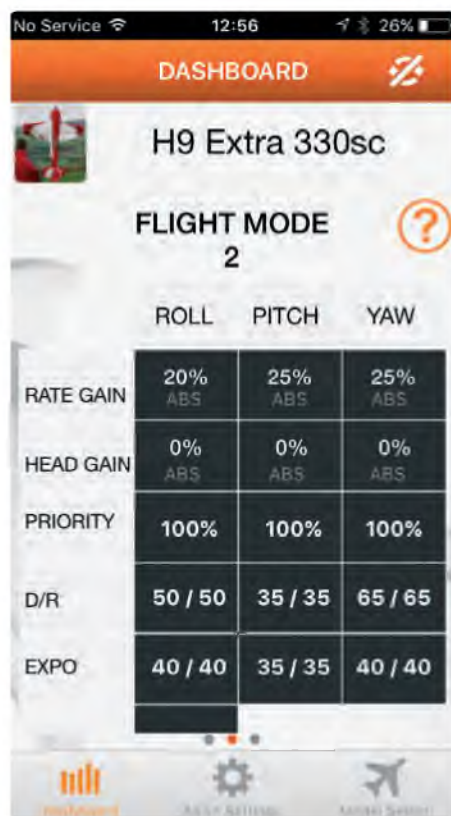 No Service 12:56 26%
DASHBOARD
H9 Extra 330sc
FLIGHT MODE
2
?
ROLL PITCH YAW
RATE GAIN 20% 25% 25%
ABS ABS ABS
HEAD GAIN 0% 0% 0%
ABS ABS ABS
PRIORITY 100% 100% 100%
D/R 50 / 50 35 / 35 65 / 65
EXPO 40 / 40 35 / 35 40 / 40
Dashboard